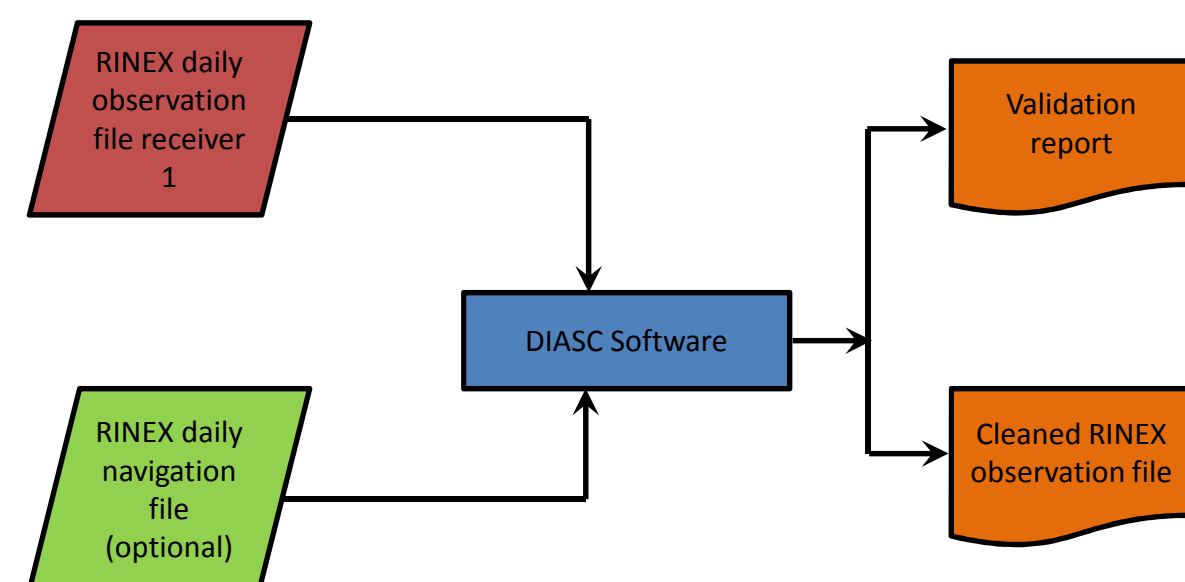 RINEX daily
observation
file receiver
1
Validation
report
DIASC Software
RINEX daily
navigation
file
(optional)
Cleaned RINEX
observation file